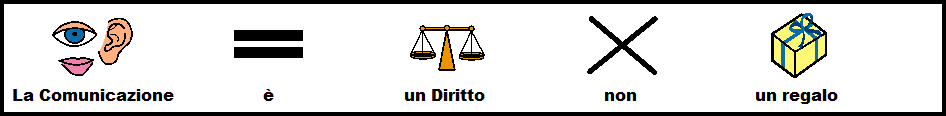 La Comunicazione è un Diritto non un regalo